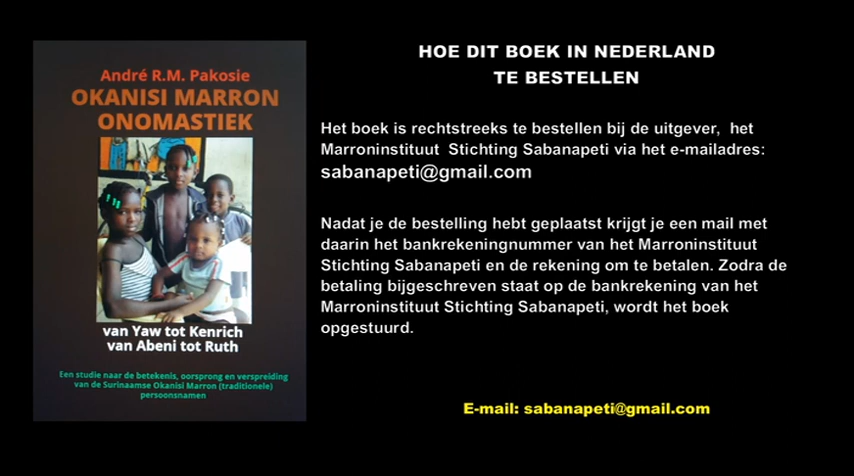 André R.M. Pakosie
OKANISI MARRON
ONOMASTIEK
van Yaw tot Kenrich
van Abeni tot Ruth
Een studie naar de betekenis, oorsprong en verspreiding
van de Surinaamse Okanisi Marron (traditionele)
persoonsnamen
HOE DIT BOEK IN NEDERLAND
TE BESTELLEN
Het boek is rechtstreeks te bestellen bij de uitgever, het
Marroninstituut Stichting Sabanapeti via het e-mailadres:
sabanapeti@gmail.com
Nadat je de bestelling hebt geplaatst krijgt je een mail met
daarin het bankrekeningnummer van het Marroninstituut
Stichting Sabanapeti en de rekening om te betalen. Zodra de
betaling bijgeschreven staat op de bankrekening van het
Marroninstituut Stichting Sabanapeti, wordt het boek
opgestuurd.
E-mail: sabanapeti@gmail.com